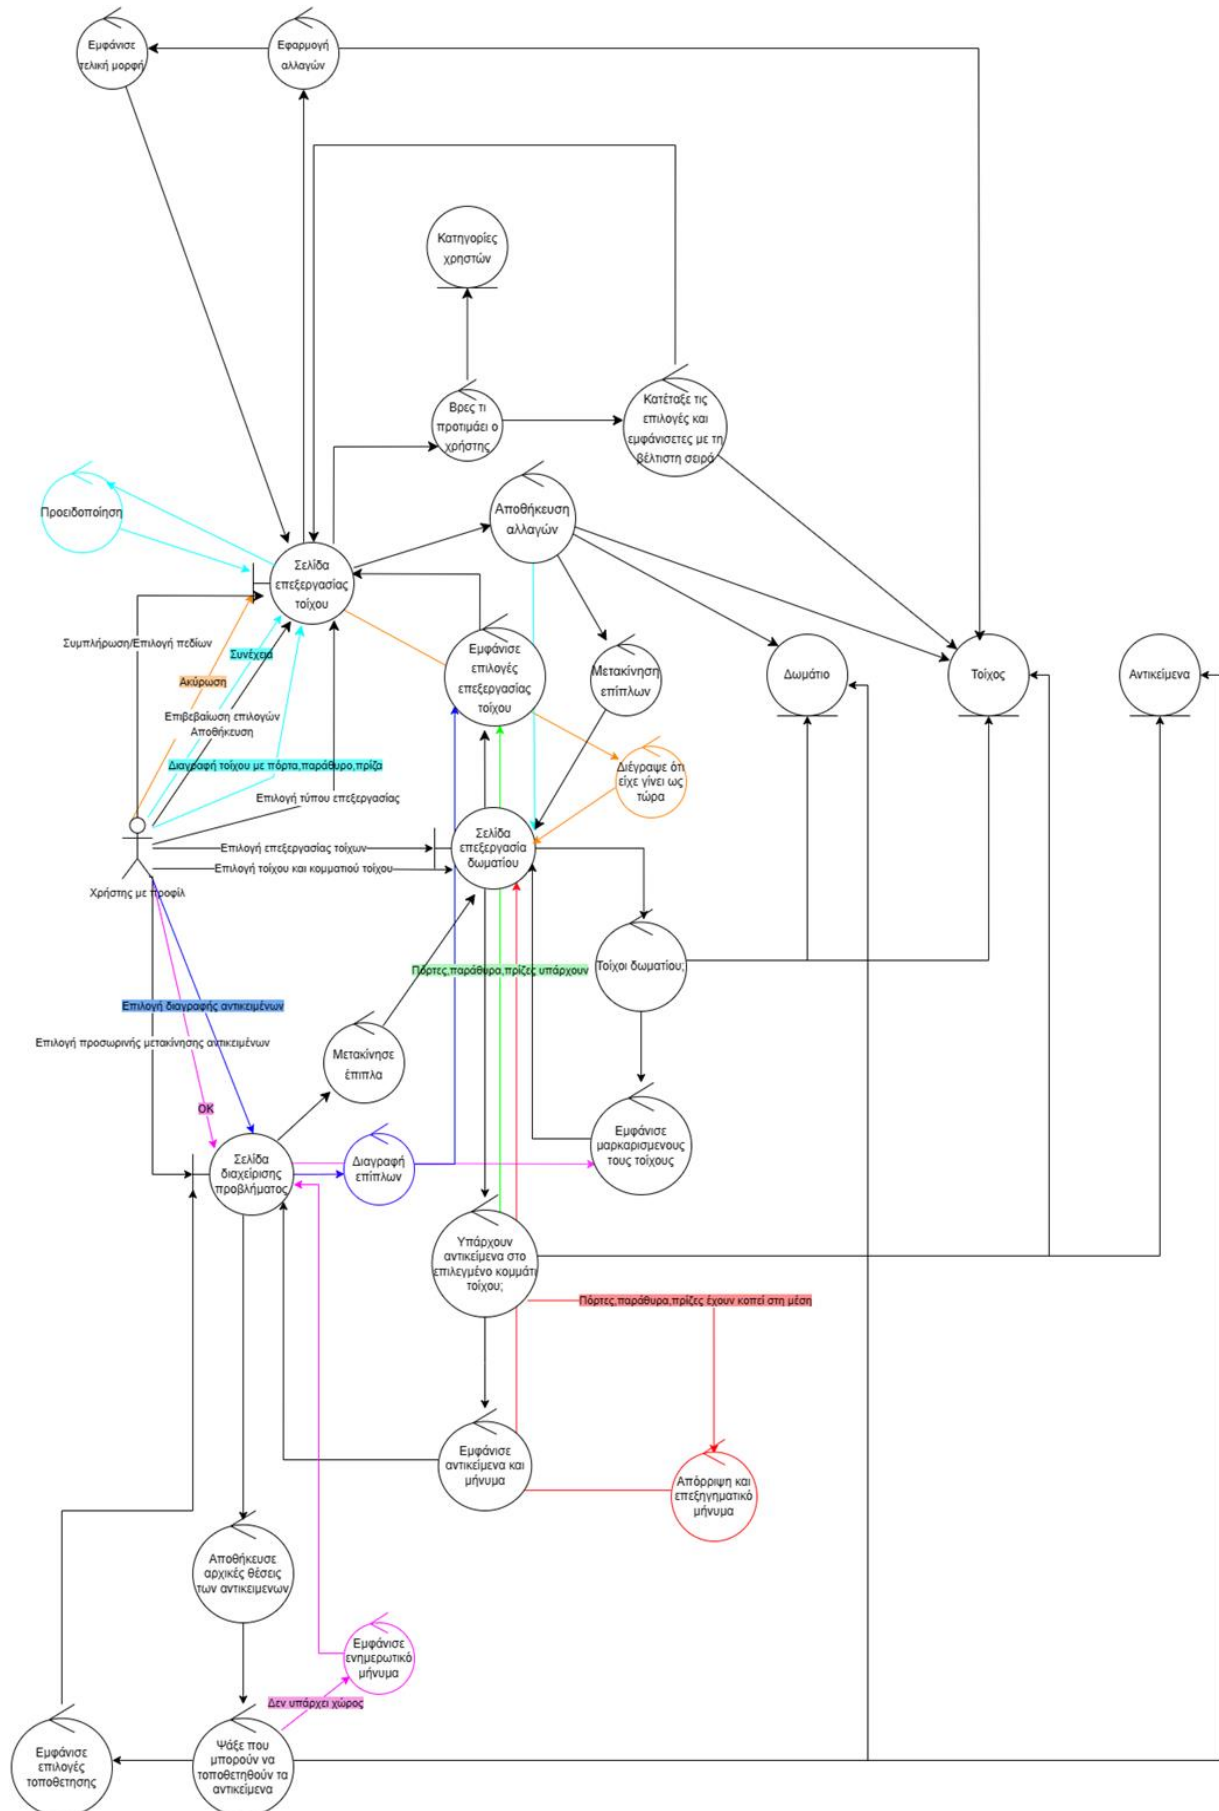 Εμφάνισε
τελική μορφή
Εφαρμογή
αλλαγών
Κατηγορίες
χρηστών
Βρες τι
προτιμάει ο
χρήστης
Κατέταξε τις
επιλογές και
εμφάνισετες με τη
βέλτιστη σειρά
Προειδοποίηση
Αποθήκευση
αλλαγών
Σελίδα
επεξεργασίας
τοίχου
Συμπλήρωση/Επιλογή πεδίων
Συνέχεια
Ακύρωση
Εμφάνισε
επιλογές
επεξεργασίας
τοίχου
Μετακίνηση
επίπλων
Δωμάτιο
Τοίχος
Αντικείμενα
Επιβεβαίωση επιλογών
Αποθήκευση
Διαγραφή τοίχου με πόρτα,παράθυρο,πρίζα
Διέγραψε ότι
είχε γίνει ως
τώρα
Επιλογή τύπου επεξεργασίας
Σελίδα
επεξεργασία
δωματίου
Επιλογή επεξεργασίας τοίχων
Επιλογή τοίχου και κομματιού τοίχου
Χρήστης με προφίλ
Πόρτες,παράθυρα,πρίζες υπάρχουν
Τοίχοι δωματίου;
Επιλογή διαγραφής αντικειμένων
Επιλογή προσωρινής μετακίνησης αντικειμένων
Μετακίνησε
έπιπλα
OK
Εμφάνισε
μαρκαρισμενους
τους τοίχους
Σελίδα
διαχείρισης
προβλήματος
Διαγραφή
επίπλων
Υπάρχουν
αντικείμενα στο
επιλεγμένο κομμάτι
τοίχου;
Πόρτες,παράθυρα,πρίζες έχουν κοπεί στη μέση
Εμφάνισε
αντικείμενα και
μήνυμα
Απόρριψη και
επεξηγηματικό
μήνυμα
Αποθήκευσε
αρχικές θέσεις
των αντικειμενων
Εμφάνισε
ενημερωτικό
μήνυμα
Δεν υπάρχει χώρος
Εμφάνισε
επιλογές
τοποθετησης
Ψάξε που
μπορούν να
τοποθετηθούν τα
αντικείμενα